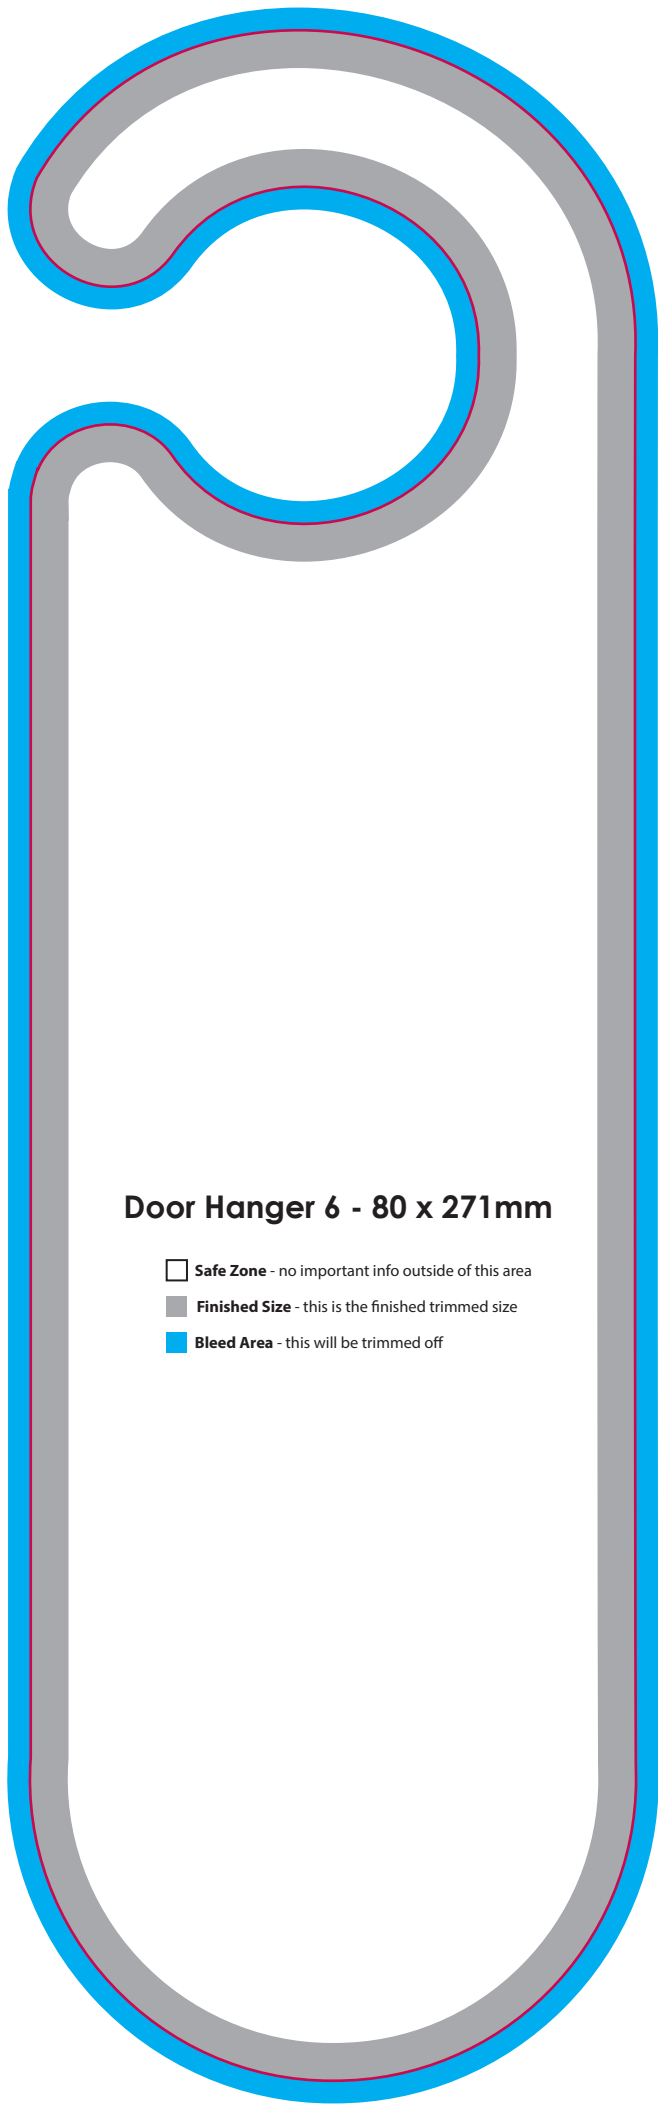 Door Hanger 6 - 80 x 271mm
Safe Zone - no important info outside of this area
Finished Size - this is the finished trimmed size
Bleed Area - this will be trimmed off